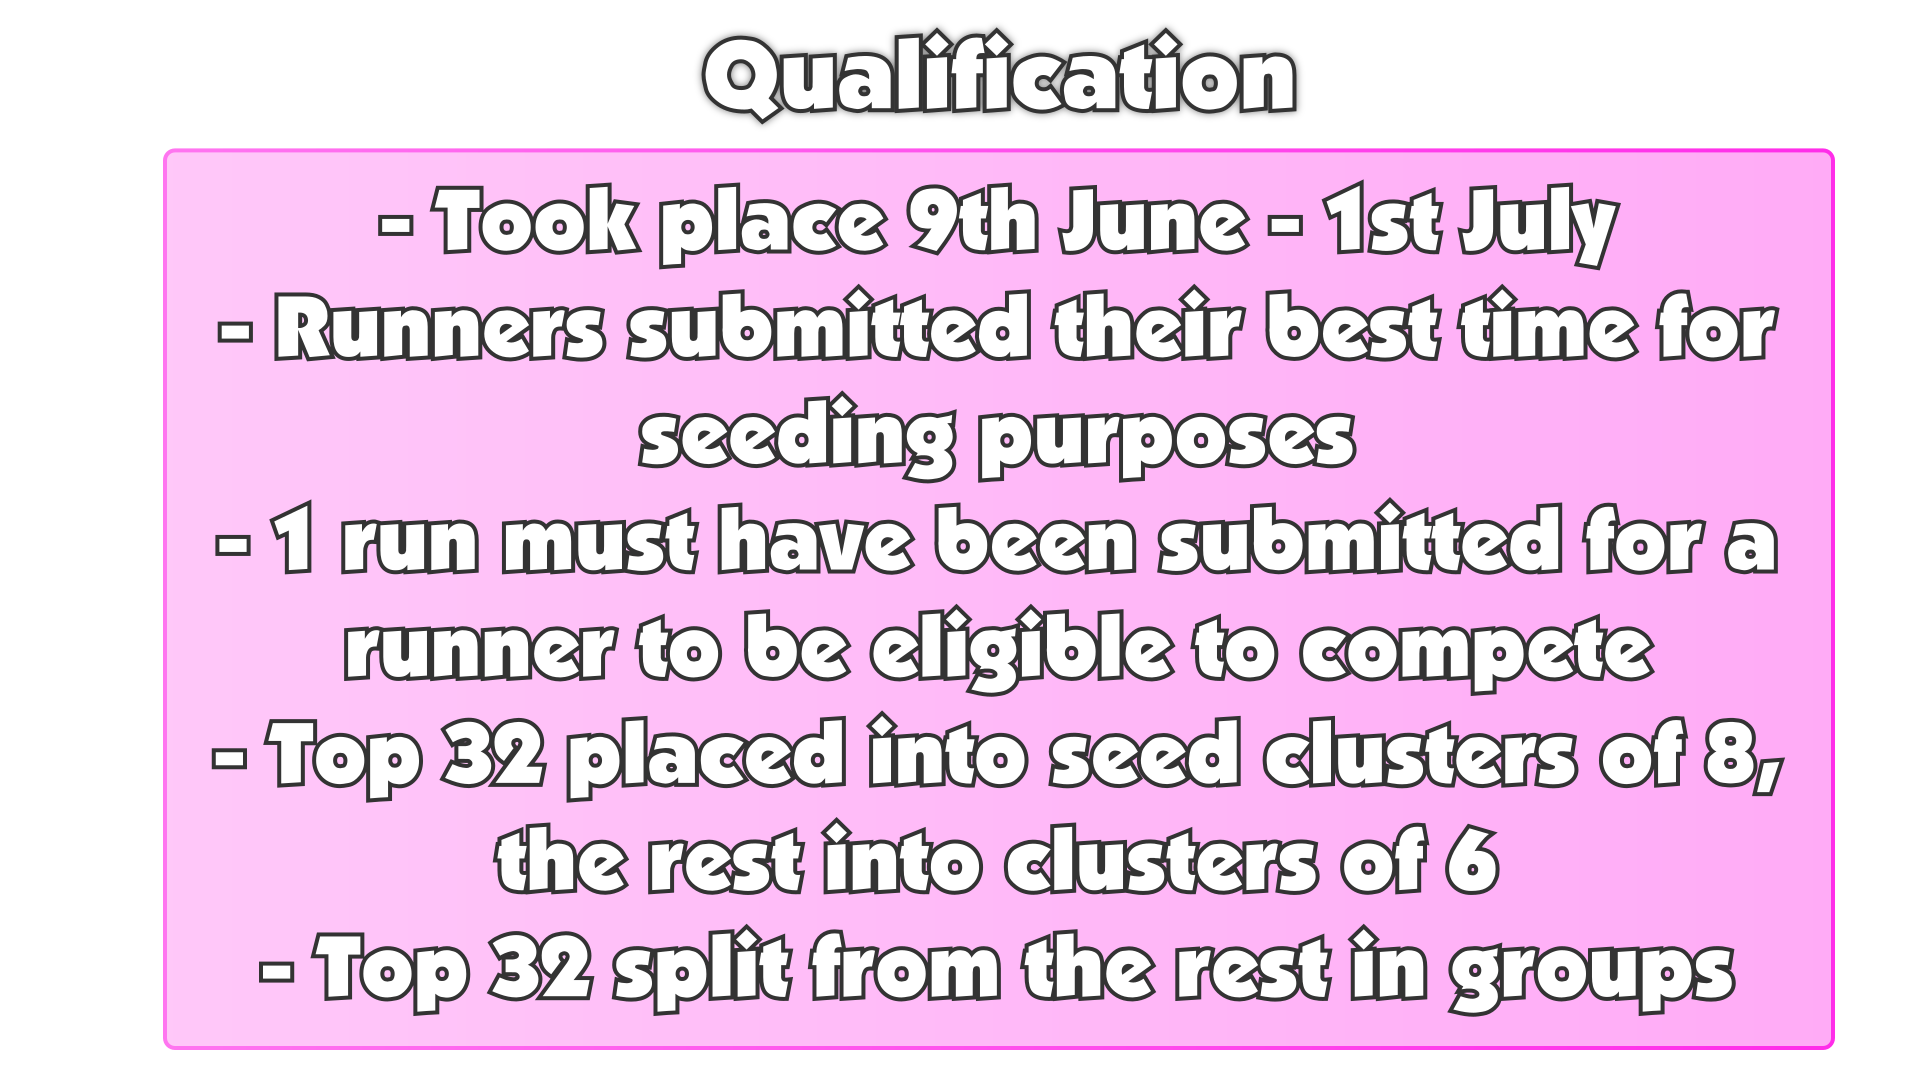 Qualification
- Took place 9th June - 1st July
- Runners submitted their best time for
seeding purposes
- 1 run must have been submitted for a
runner to be eligible to compete
- Top 32 placed into seed clusters of 8,
the rest into clusters of 6
- Top 32 split from the rest in groups